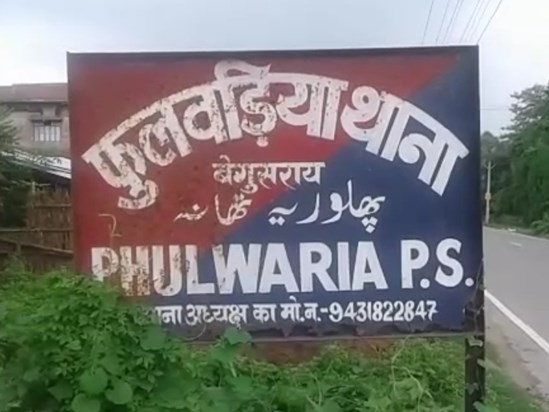 फुलवड़िया थाना
बेगुसराय
پھلوریہ تھانہ
PHULWARIA P.S.
थाना अध्यक्ष का मो.न.-9431822847